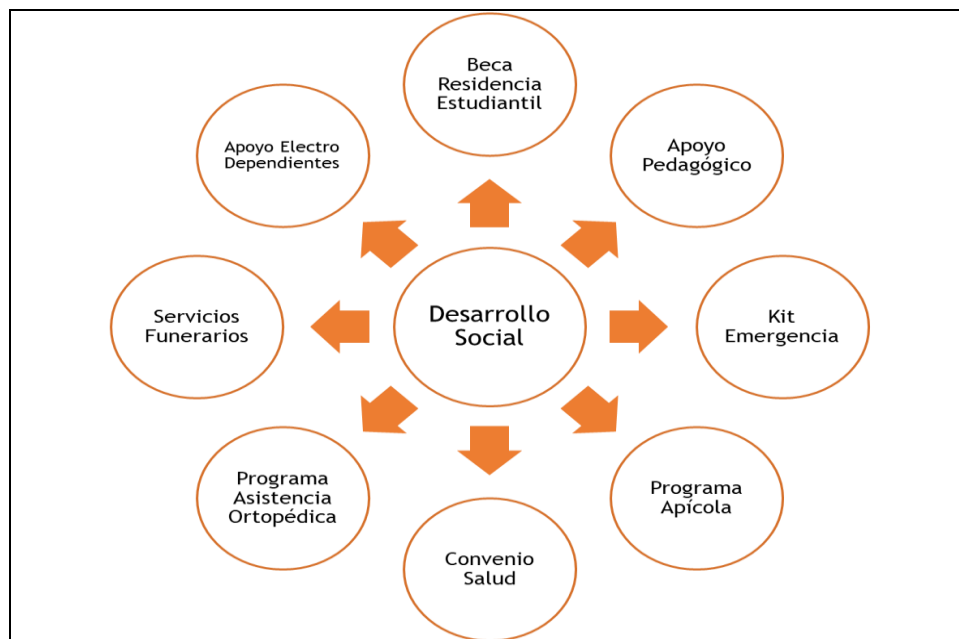 Beca
Residencia
Estudiantil
Apoyo
Pedagógico
Kit
Emergencia
Programa
Apícola
Convenio
Salud
Programa
Asistencia
Ortopédica
Servicios
Funerarios
Apoyo Electro
Dependientes
Desarrollo
Social